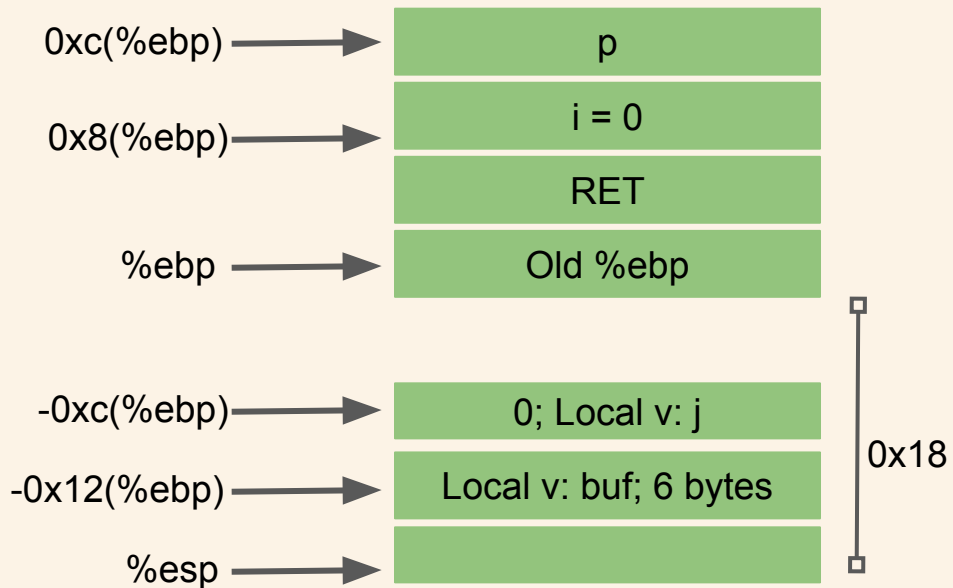 0xc(%ebp)
p
0x8(%ebp)
i = 0
RET
%ebp
Old %ebp
-0xc(%ebp)
0; Local v: j
0x18
-0x12(%ebp)
Local v: buf; 6 bytes
%esp